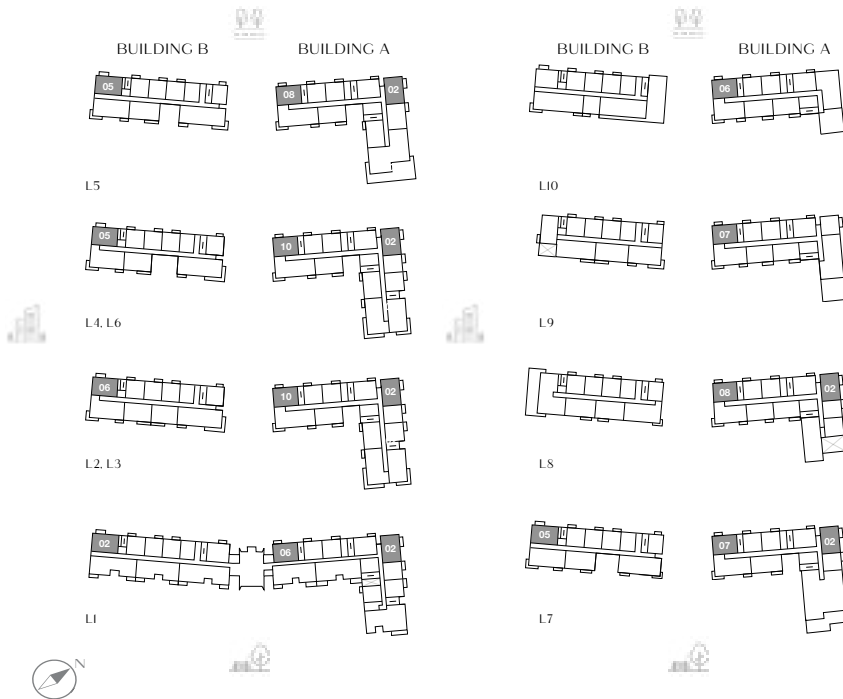 BUILDING B BUILDING A BUILDING B BUILDING A
05 08 02 06
L5 L10
05 10 02 07
L4, L6 L9
06 10 02 08 02
L2, L3 L8
02 06 02 05 07 02
L1 L7
N